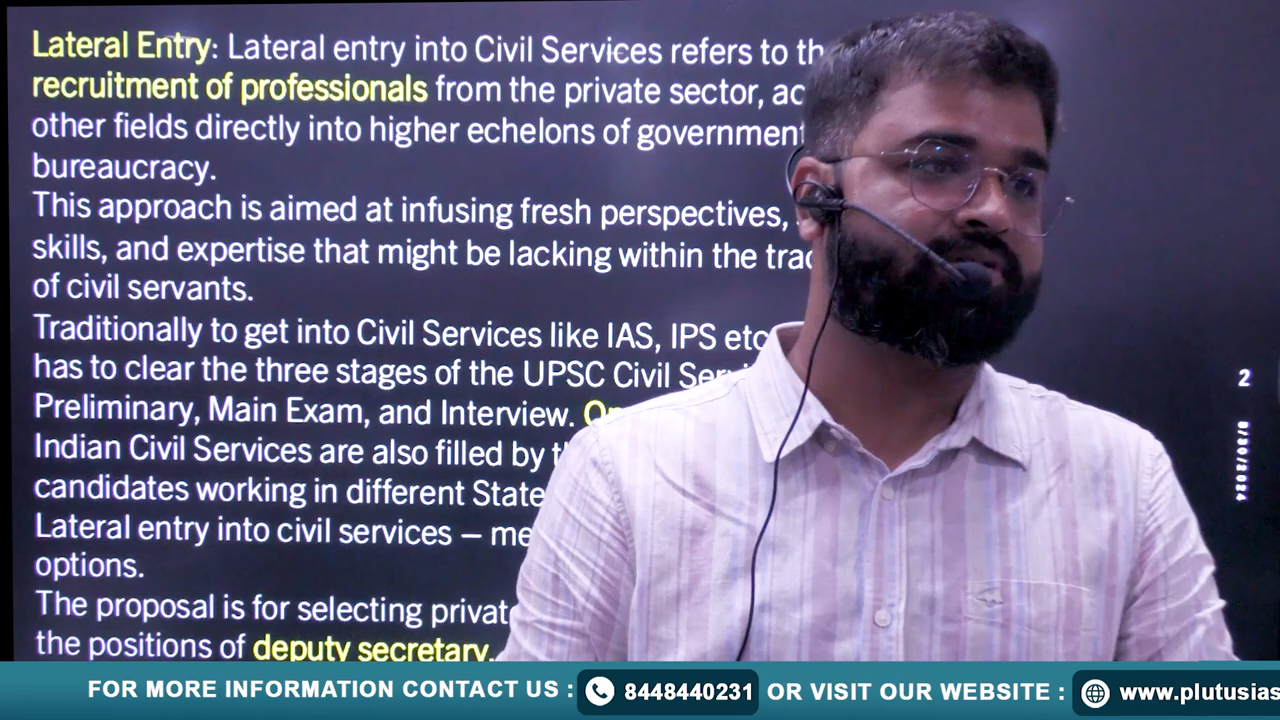 Lateral Entry: Lateral entry into Civil Services refers to th
recruitment of professionals from the private sector, ac
other fields directly into higher echelons of government
bureaucracy.
This approach is aimed at infusing fresh perspectives,
skills, and expertise that might be lacking within the trad
of civil servants.
Traditionally to get into Civil Services like IAS, IPS etc
has to clear the three stages of the UPSC Civil Servi
Preliminary, Main Exam, and Interview.
Indian Civil Services are also filled by t
candidates working in different State
Lateral entry into civil services – me
options.
The proposal is for selecting private
the positions of deputy secretary,
2
8/30/2024
FOR MORE INFORMATION CONTACT US : 8448440231 OR VISIT OUR WEBSITE : www.plutusias